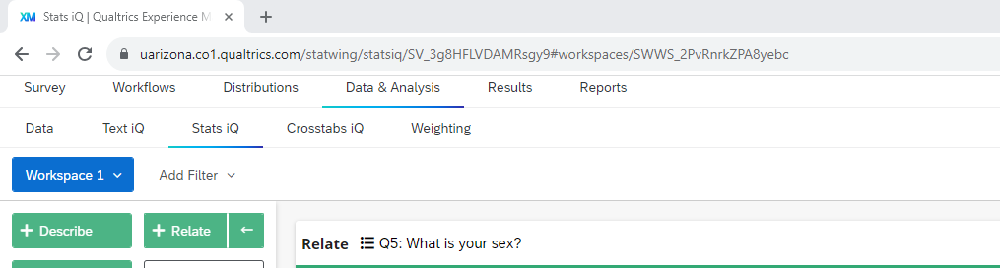 XM Stats iQ | Qualtrics Experience M
uarizona.co1.qualtrics.com/statwing/statsiq/SV_3g8HFLVDAMRsgy9#workspaces/SWWS_2PvRnrkZPA8yebc
Survey Workflows Distributions Data & Analysis Results Reports
Data Text iQ Stats iQ Crosstabs iQ Weighting
Workspace 1 Add Filter
+ Describe + Relate ←
Relate Q5: What is your sex?